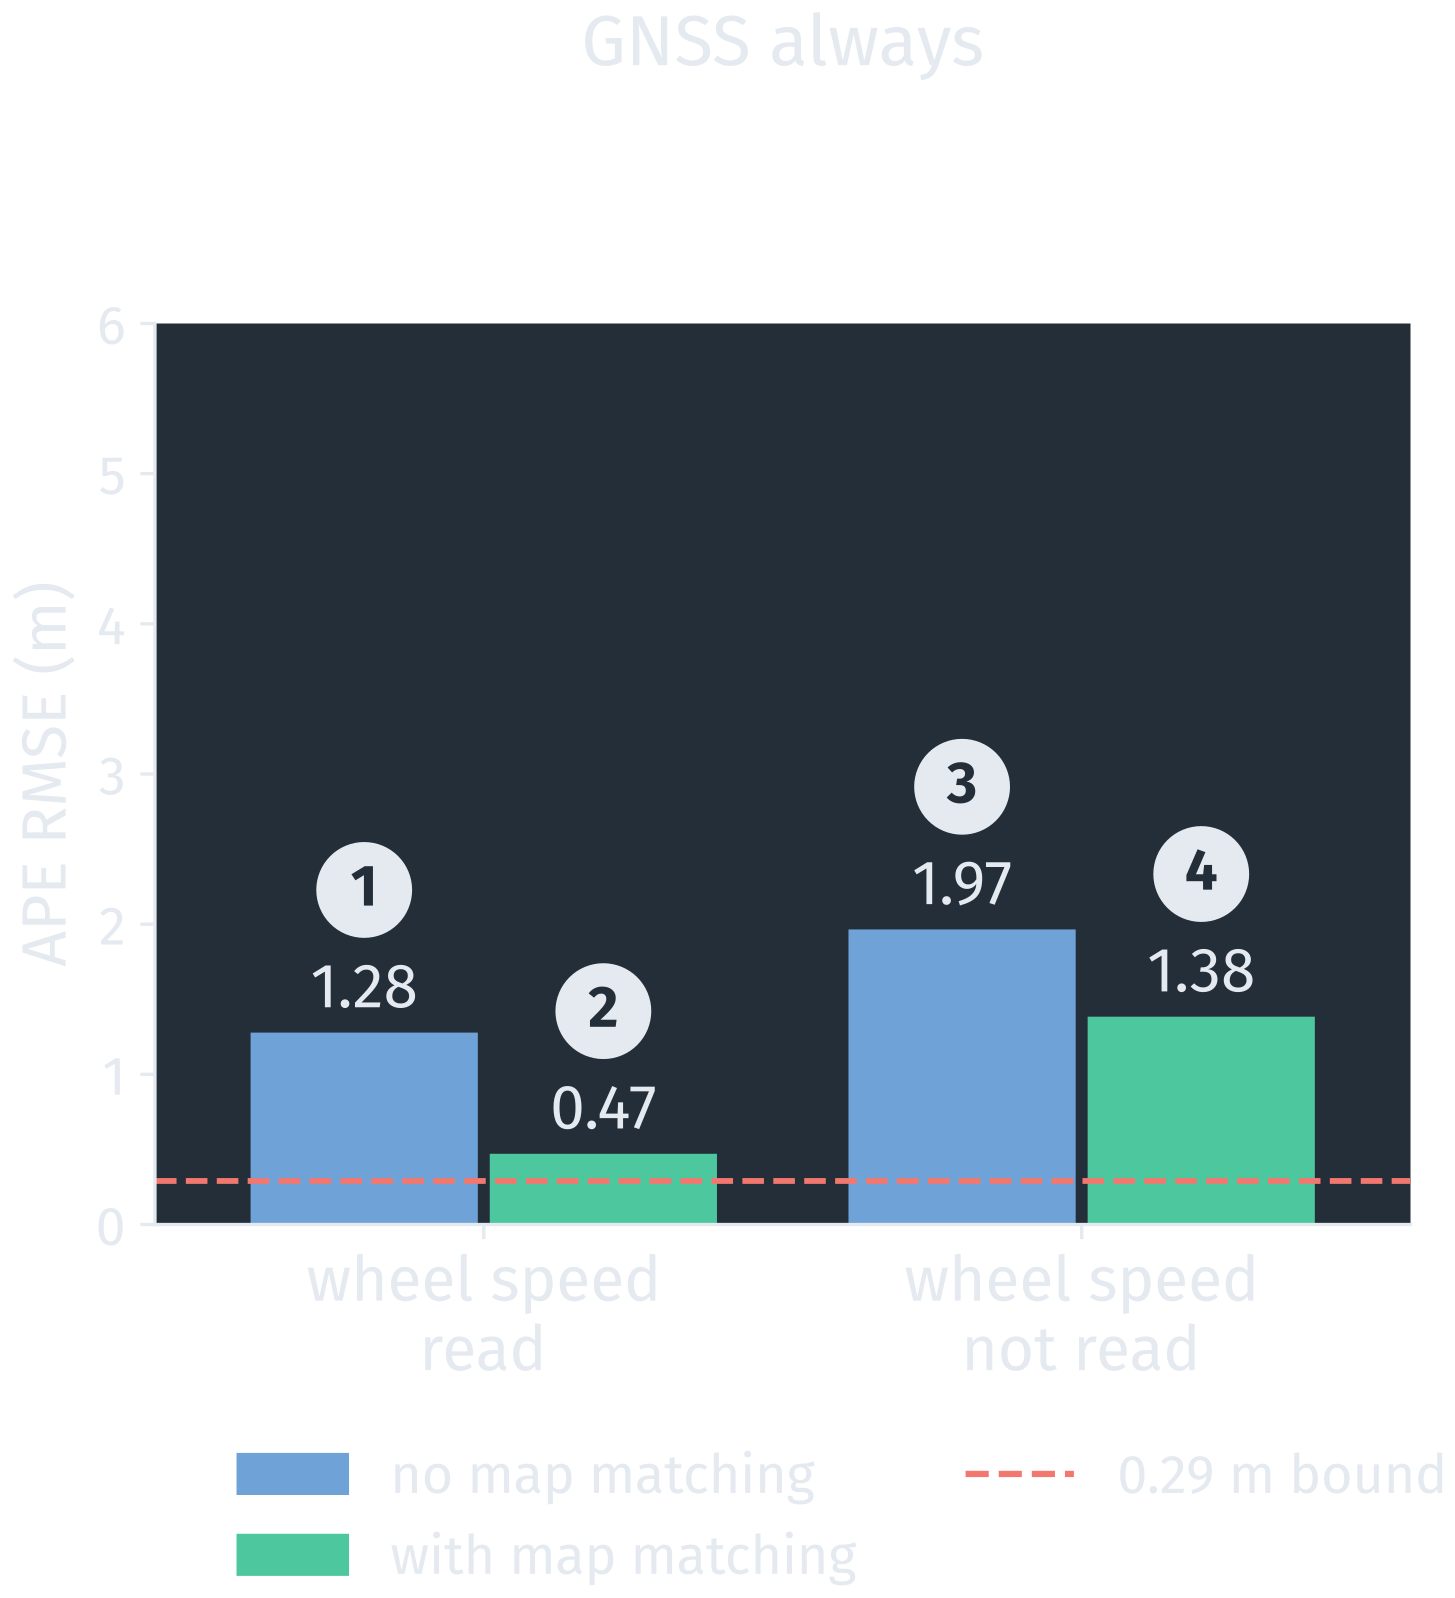 GNSS always
APE RMSE (m)
6
5
4
3
2
1
0
1
1.28
2
0.47
3
1.97
4
1.38
wheel speed
read
wheel speed
not read
no map matching
with map matching
0.29 m bound